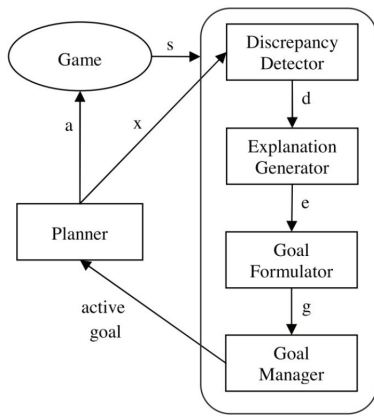 Game
s
Discrepancy
Detector
a
x
d
Explanation
Generator
e
Planner
Goal
Formulator
active
goal
g
Goal
Manager